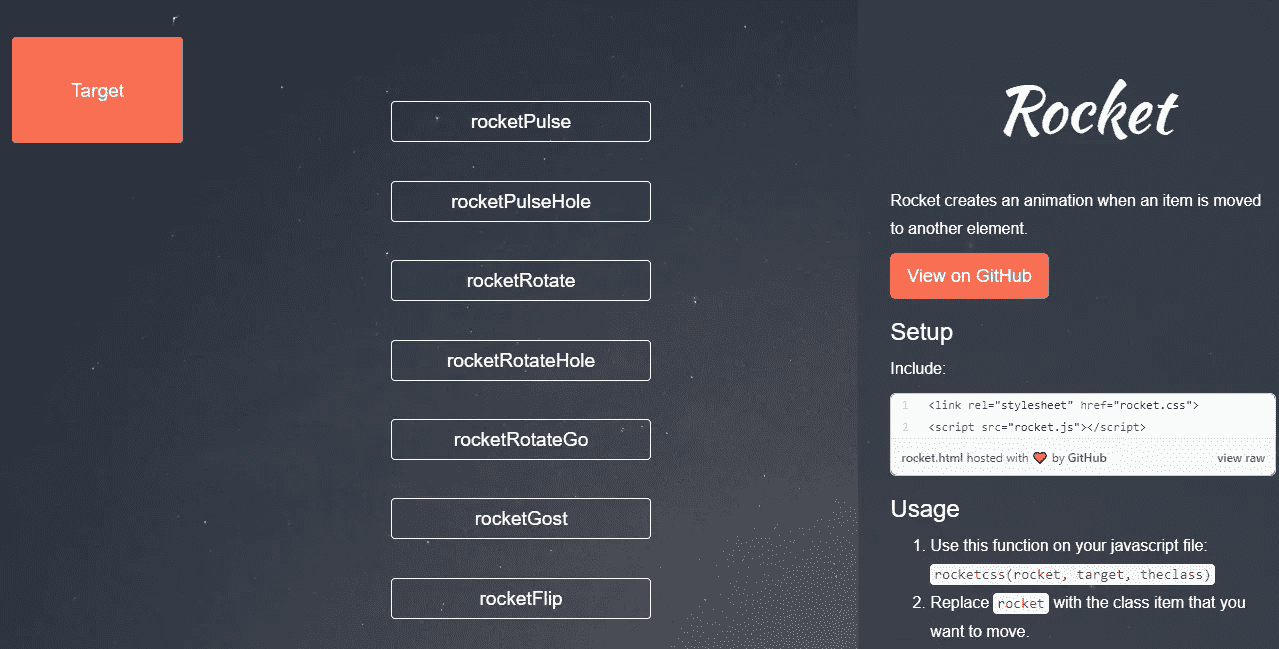 Target
rocketPulse
rocketPulseHole
rocketRotate
rocketRotateHole
rocketRotateGo
rocketGost
rocketFlip
Rocket
Rocket creates an animation when an item is moved
to another element.
View on GitHub
Setup
Include:
1 <link rel="stylesheet" href="rocket.css">
2 <script src="rocket.js"></script>
rocket.html hosted with ❤ by GitHub view raw
Usage
1. Use this function on your javascript file:
rocketcss(rocket, target, theclass)
2. Replace rocket with the class item that you
want to move.